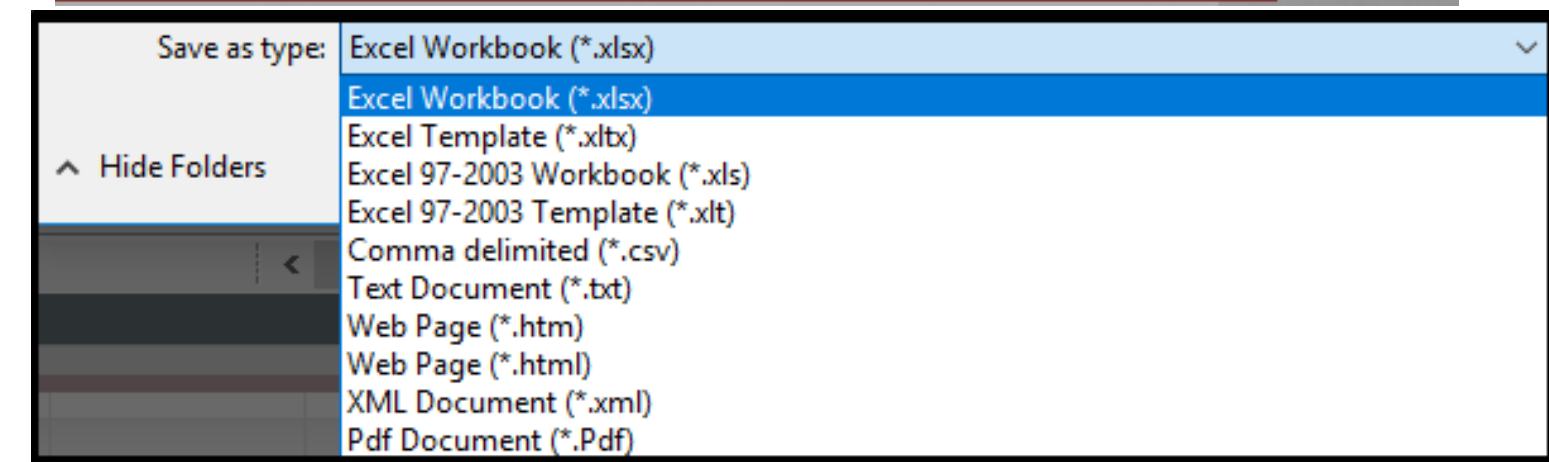 Save as type: Excel Workbook (*.xlsx)
Excel Workbook (*.xlsx)
Excel Template (*.xltx)
Hide Folders
Excel 97-2003 Workbook (*.xls)
Excel 97-2003 Template (*.xlt)
Comma delimited (*.csv)
Text Document (*.txt)
Web Page (*.htm)
Web Page (*.html)
XML Document (*.xml)
Pdf Document (*.Pdf)